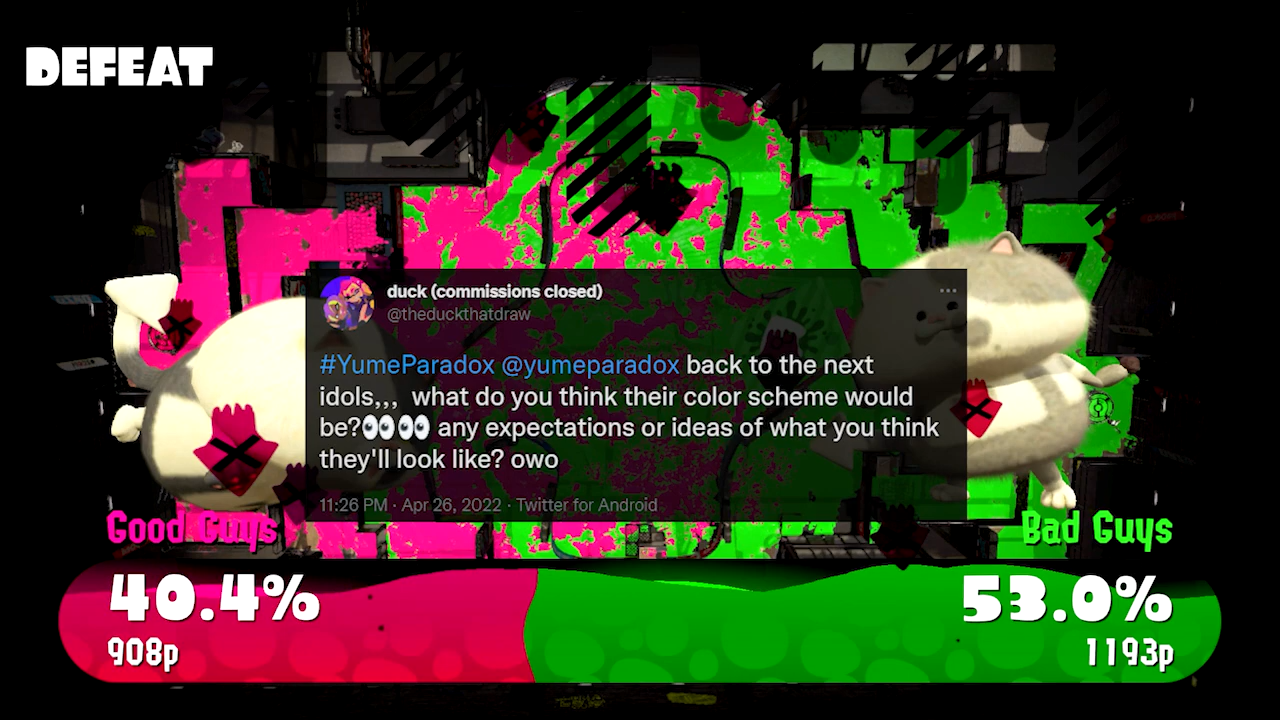 DEFEAT
duck (commissions closed)
@theduckthatdraw
#YumeParadox @yumeparadox back to the next
idols,,, what do you think their color scheme would
be?👀👀 any expectations or ideas of what you think
they'll look like? owo
11:26 PM · Apr 26, 2022 · Twitter for Android
Good Guys
Bad Guys
40.4%
53.0%
908p
1193p